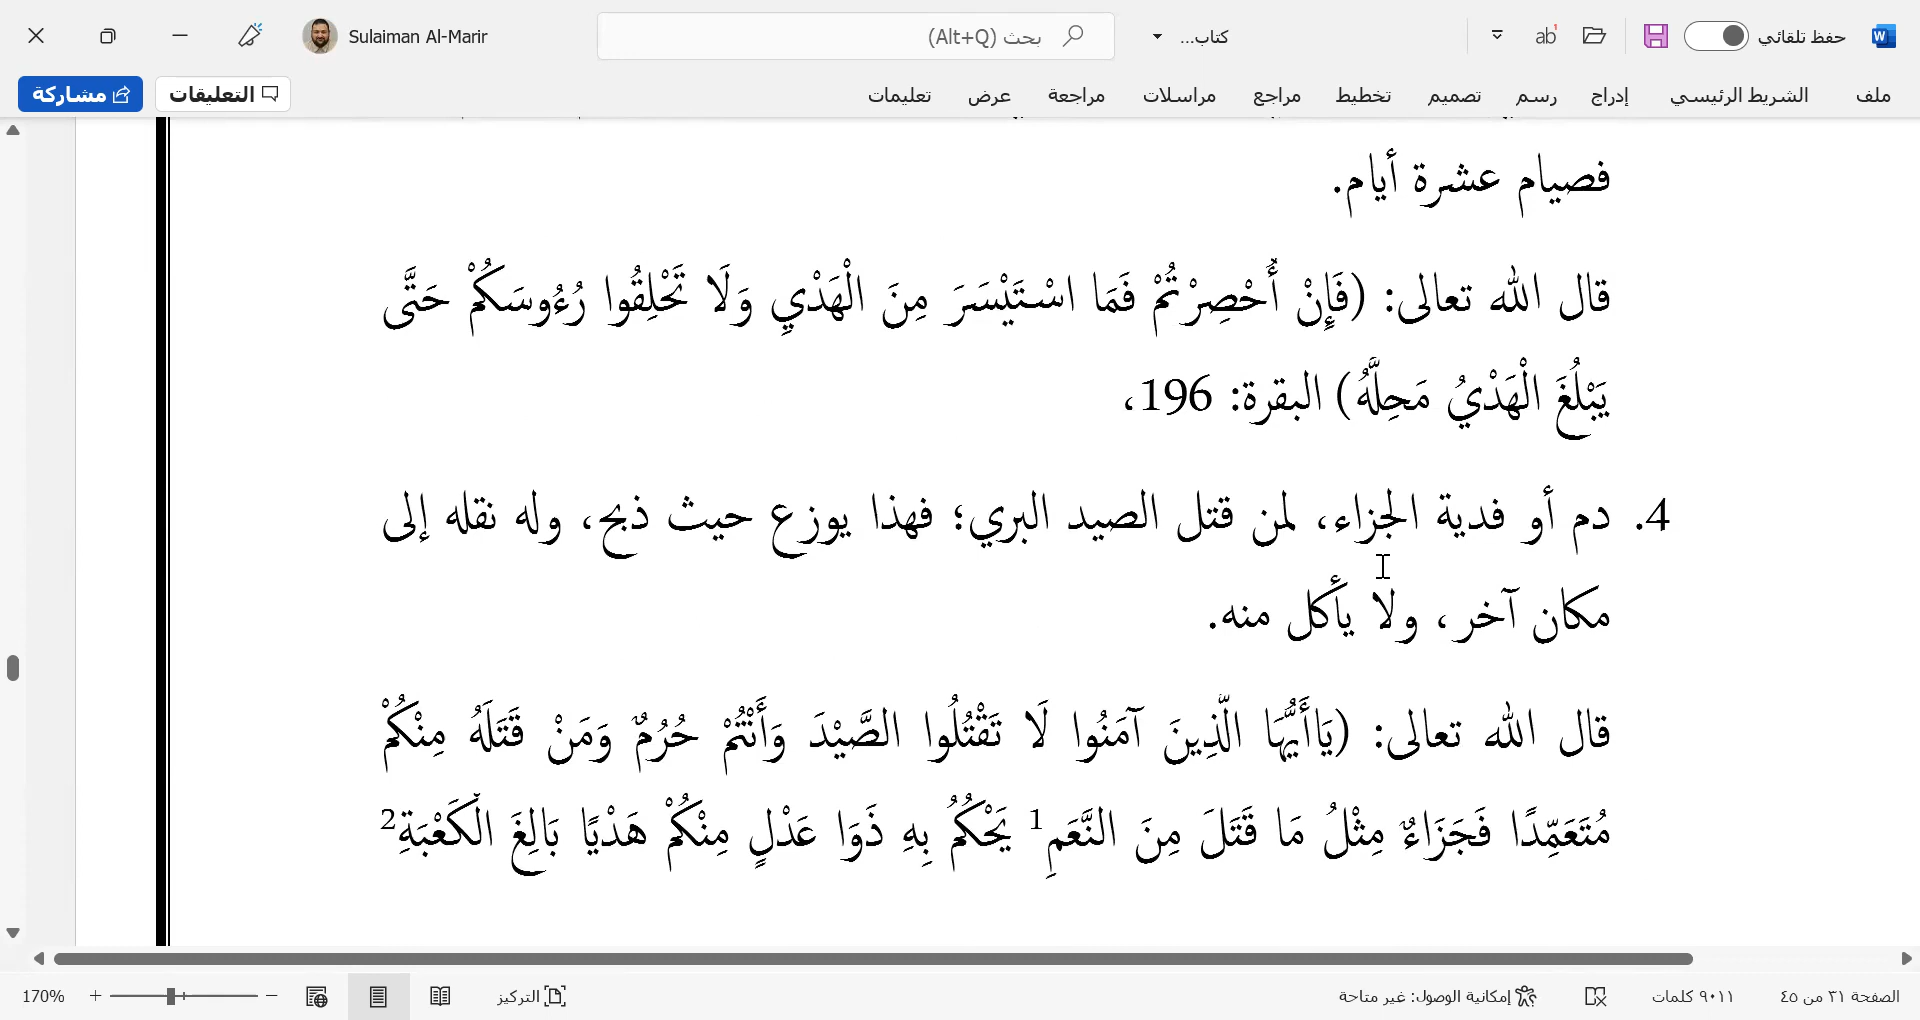 حفظ تلقائي
كتاب...
بحث (Alt+Q)
Sulaiman Al-Marir
ملف
الشريط الرئيسي
إدراج
رسم
تصميم
تخطيط
مراجع
مراسلات
مراجعة
عرض
تعليمات
التعليقات
مشاركة
فصيام عشرة أيام.
قال الله تعالى: (فَإِنْ أُحْصِرْتُمْ فَمَا اسْتَيْسَرَ مِنَ الْهَدْيِ وَلَا تَحْلِقُوا رُءُوسَكُمْ حَتَّى
يَبْلُغَ الْهَدْيُ مَحِلَّهُ) البقرة: 196،
4. دم أو فدية الجزاء، لمن قتل الصيد البري؛ فهذا يوزع حيث ذبح، وله نقله إلى
مكان آخر، ولا يأكل منه.
قال الله تعالى: (يَاأَيُّهَا الَّذِينَ آمَنُوا لَا تَقْتُلُوا الصَّيْدَ وَأَنْتُمْ حُرُمٌ وَمَنْ قَتَلَهُ مِنْكُمْ
مُتَعَمِّدًا فَجَزَاءٌ مِثْلُ مَا قَتَلَ مِنَ النَّعَمِ1 يَحْكُمُ بِهِ ذَوَا عَدْلٍ مِنْكُمْ هَدْيًا بَالِغَ الْكَعْبَةِ2
الصفحة ٢١ من ٤٥
٩٠١١ كلمات
إمكانية الوصول: غير متاحة
التركيز
170%